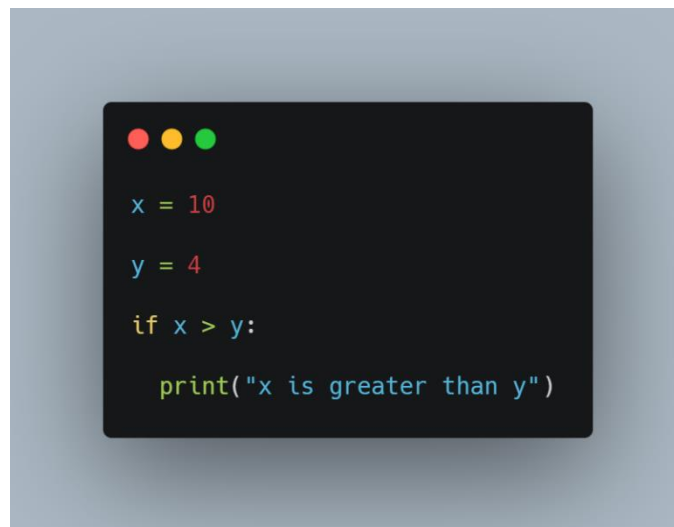 x = 10
y = 4
if x > y:
  print("x is greater than y")